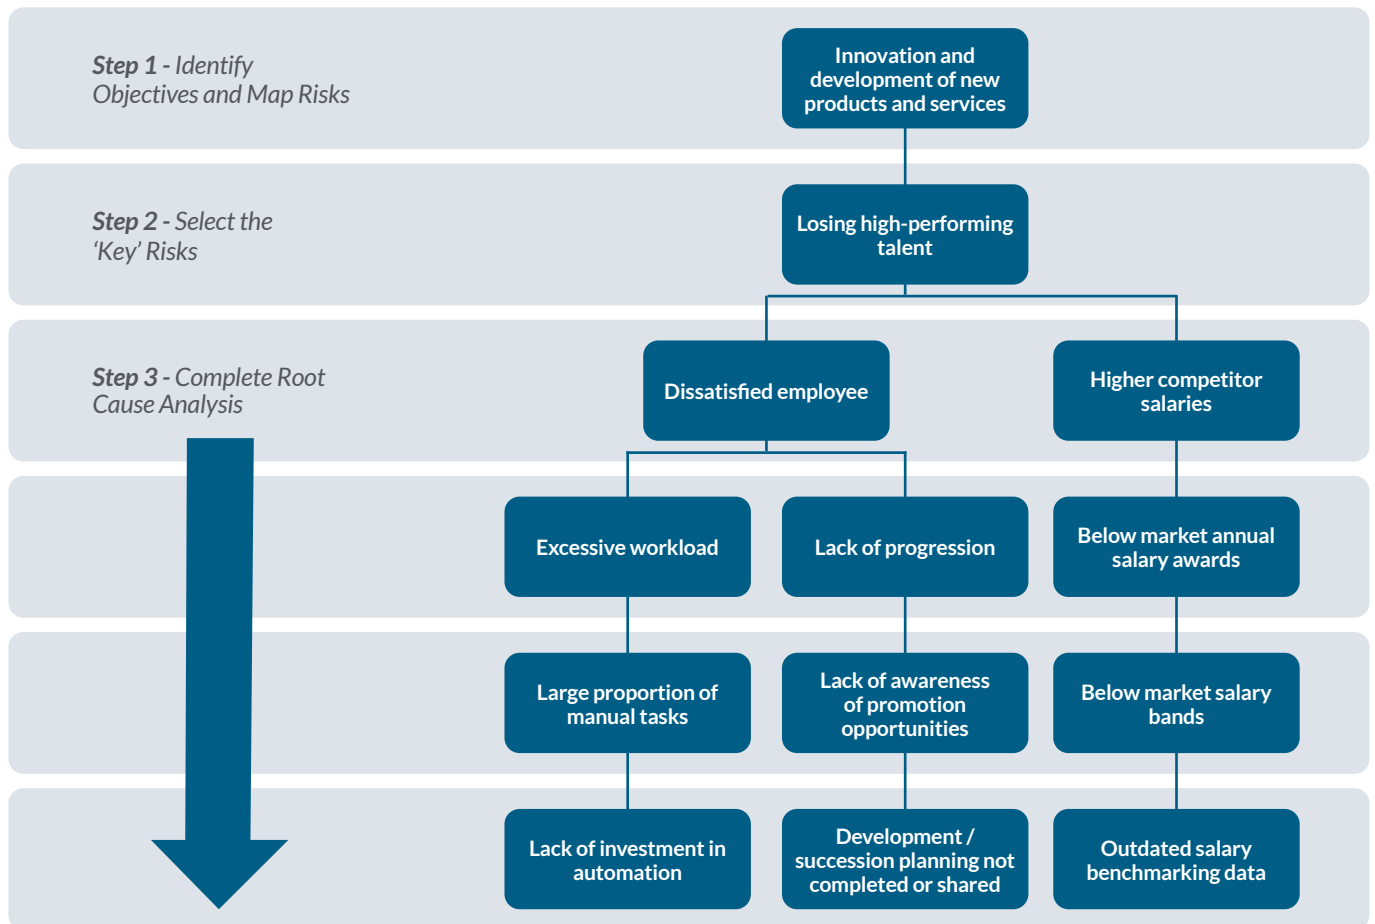 Step 1 - Identify
Objectives and Map Risks
Innovation and
development of new
products and services
Step 2 - Select the
‘Key’ Risks
Losing high-performing
talent
Step 3 - Complete Root
Cause Analysis
Dissatisfied employee
Higher competitor
salaries
Excessive workload
Lack of progression
Below market annual
salary awards
Large proportion of
manual tasks
Lack of awareness
of promotion
opportunities
Below market salary
bands
Lack of investment in
automation
Development /
succession planning not
completed or shared
Outdated salary
benchmarking data